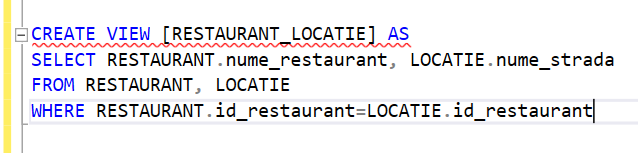 CREATE VIEW [RESTAURANT_LOCATIE] AS
SELECT RESTAURANT.nume_restaurant, LOCATIE.nume_strada
FROM RESTAURANT, LOCATIE
WHERE RESTAURANT.id_restaurant=LOCATIE.id_restaurant